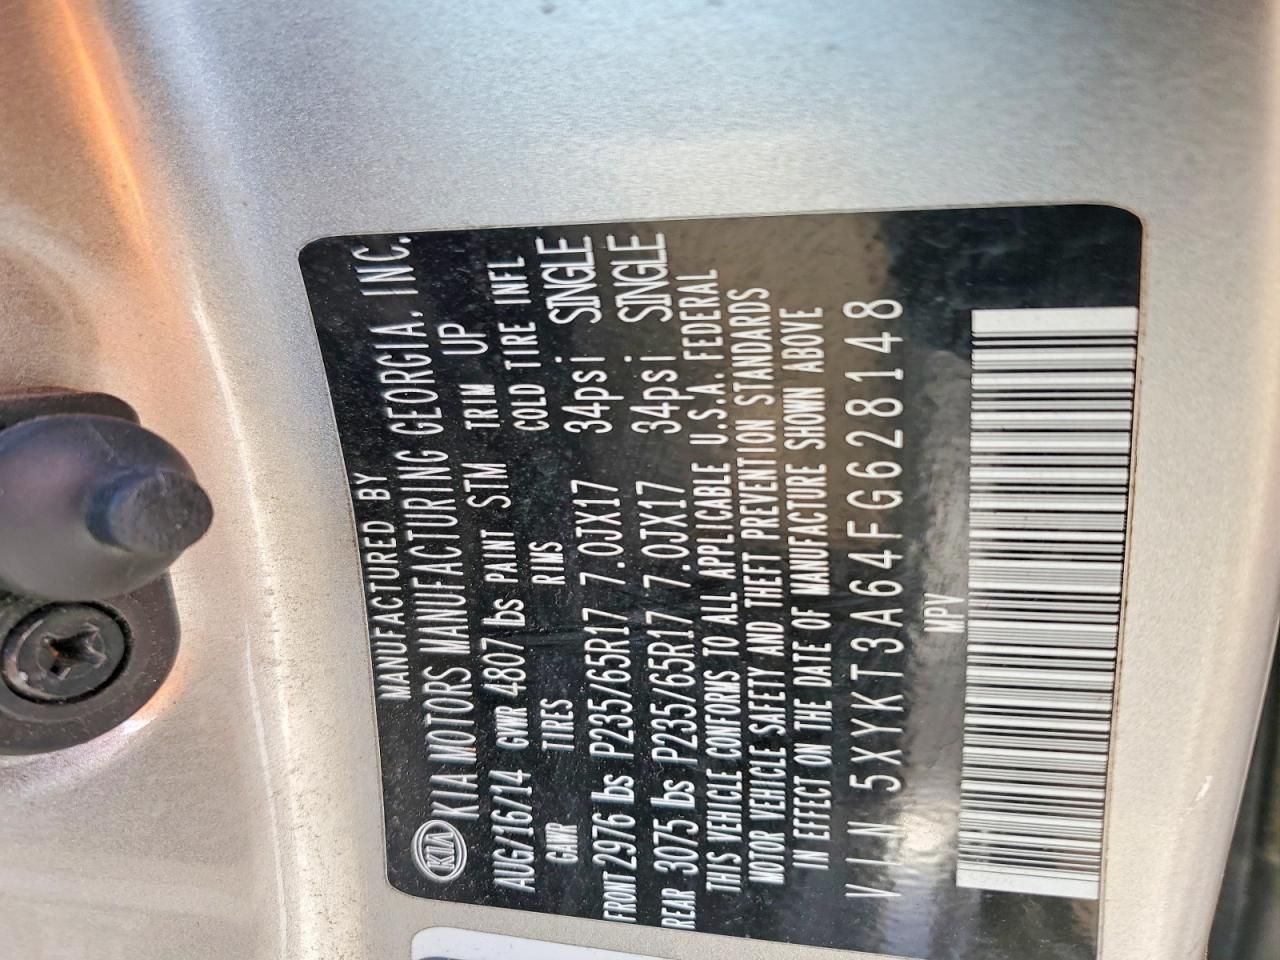 MANUFACTURED BY
KIA KIA MOTORS MANUFACTURING GEORGIA, INC.
AUG/16/14 GVWR 4807 lbs PAINT STM TRIM UP
GAWR TIRES RIMS COLD TIRE INFL
FRONT 2976 lbs P235/65R17 7.0JX17 34psi SINGLE
REAR 3075 lbs P235/65R17 7.0JX17 34psi SINGLE
THIS VEHICLE CONFORMS TO ALL APPLICABLE U.S.A. FEDERAL
MOTOR VEHICLE SAFETY AND THEFT PREVENTION STANDARDS
IN EFFECT ON THE DATE OF MANUFACTURE SHOWN ABOVE
VIN 5XYKT3A64FG628148
MPV